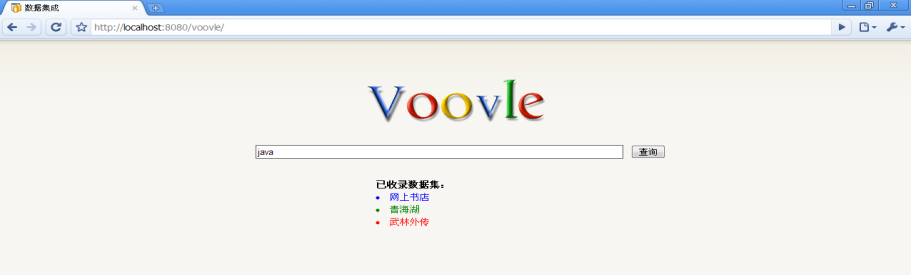 数据集成
http://localhost:8080/voovle/
Voovle
java
查询
已收录数据集：
网上书店
青海湖
武林外传